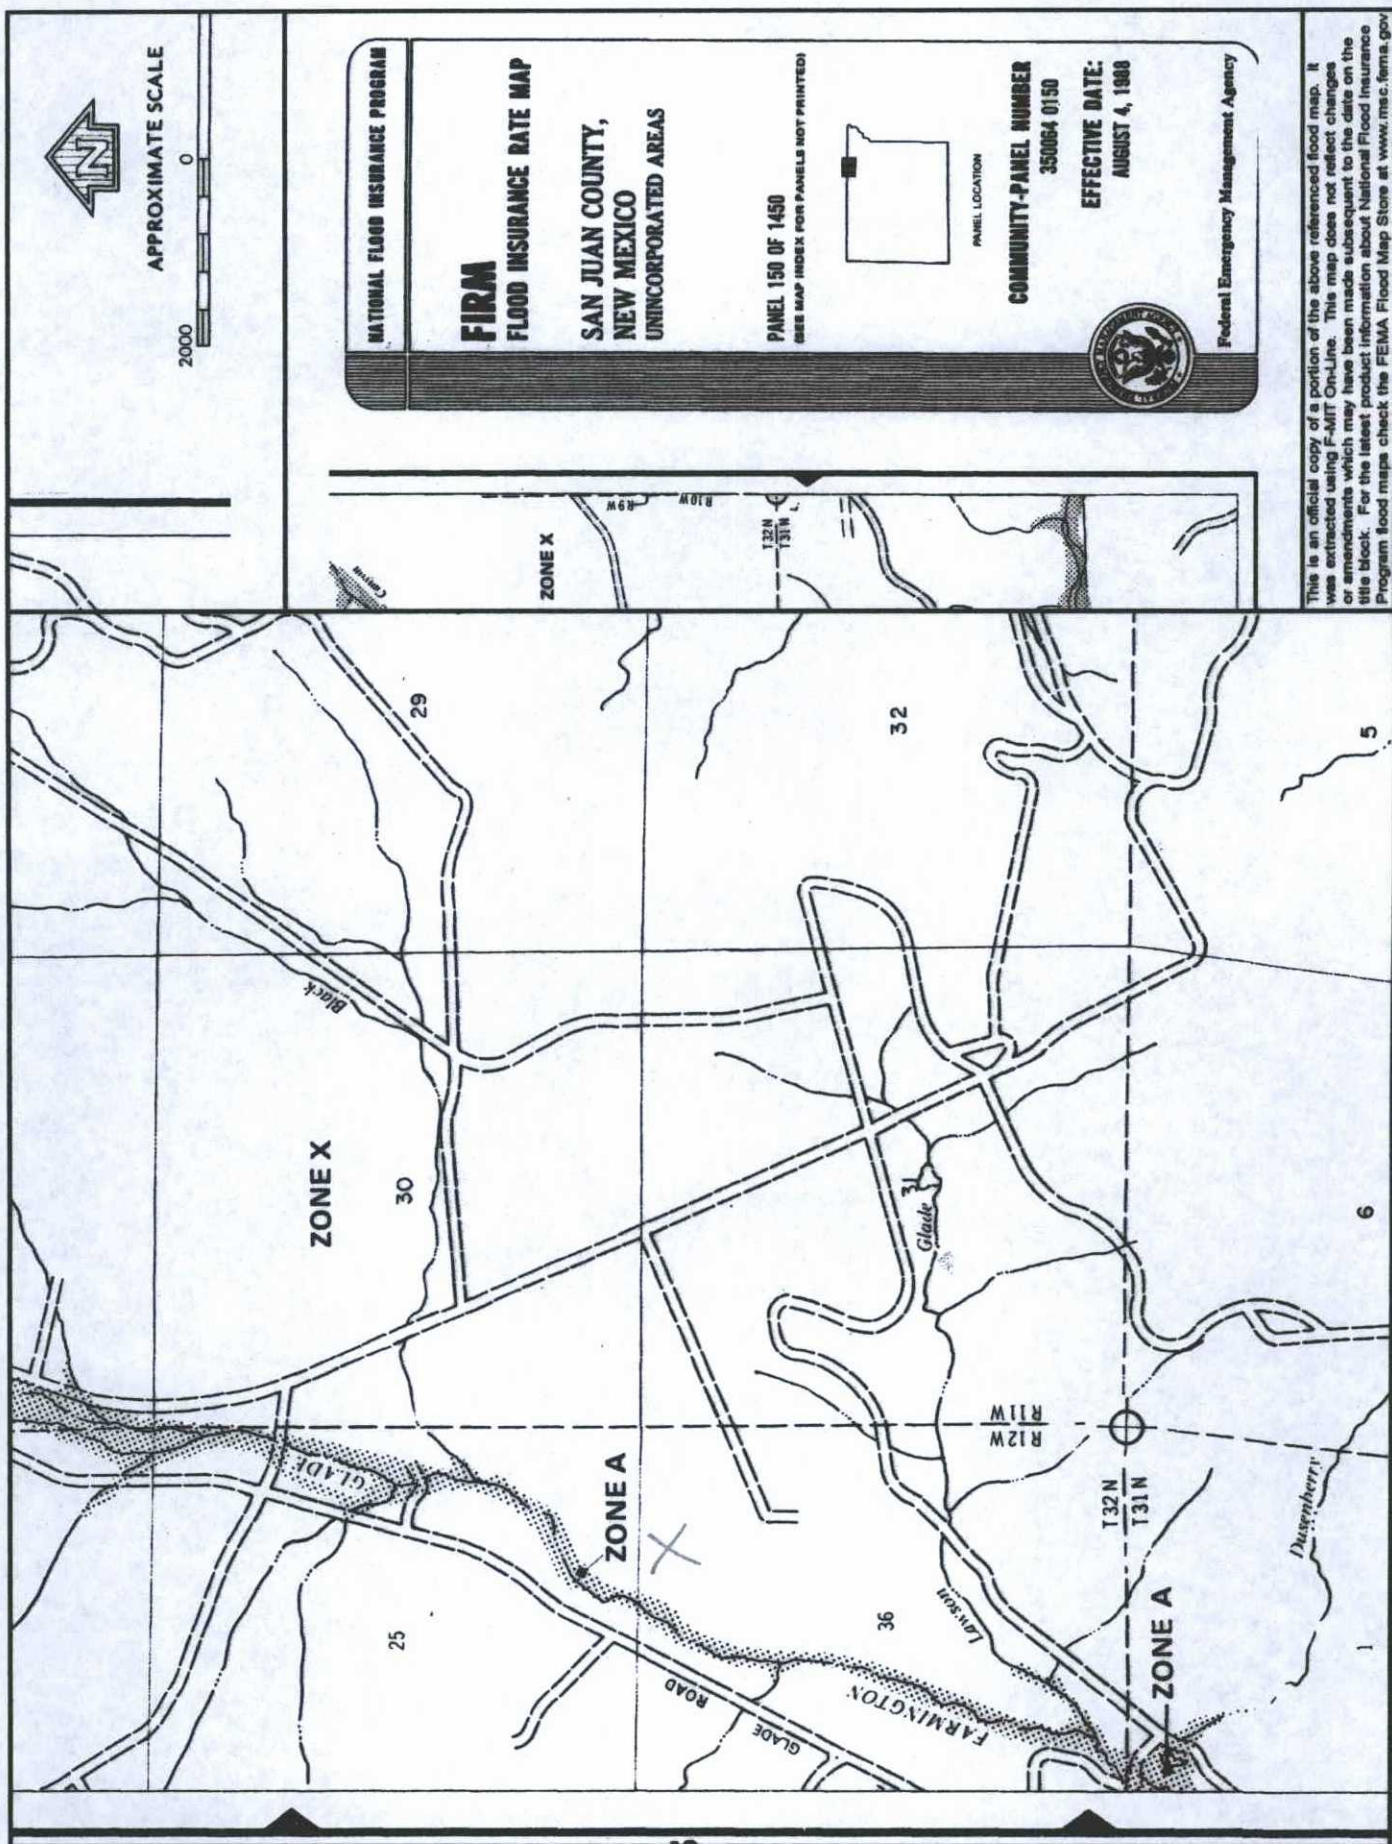 APPROXIMATE SCALE
2000 0
NATIONAL FLOOD INSURANCE PROGRAM
FIRM
FLOOD INSURANCE RATE MAP
SAN JUAN COUNTY,
NEW MEXICO
UNINCORPORATED AREAS
PANEL 150 OF 1450
(SEE MAP INDEX FOR PANELS NOT PRINTED)
PANEL LOCATION
COMMUNITY-PANEL NUMBER
350064 0150
EFFECTIVE DATE:
AUGUST 4, 1988
Federal Emergency Management Agency
This is an official copy of a portion of the above referenced flood map. It
was extracted using F-MIT On-Line. This map does not reflect changes
or amendments which may have been made subsequent to the date on the
title block. For the latest product information about National Flood Insurance
Program flood maps check the FEMA Flood Map Store at www.msc.fema.gov
N
ZONE X
R9W
R10W
T32N
T31N
Canyon
29
32
5
Black
ZONE X
30
31
Glade
6
R11W
R12W
T32N
T31N
GLADE
ZONE A
X
25
36
Lawson
Dusenberry
ZONE A
1
ROAD
GLADE
FARMINGTON